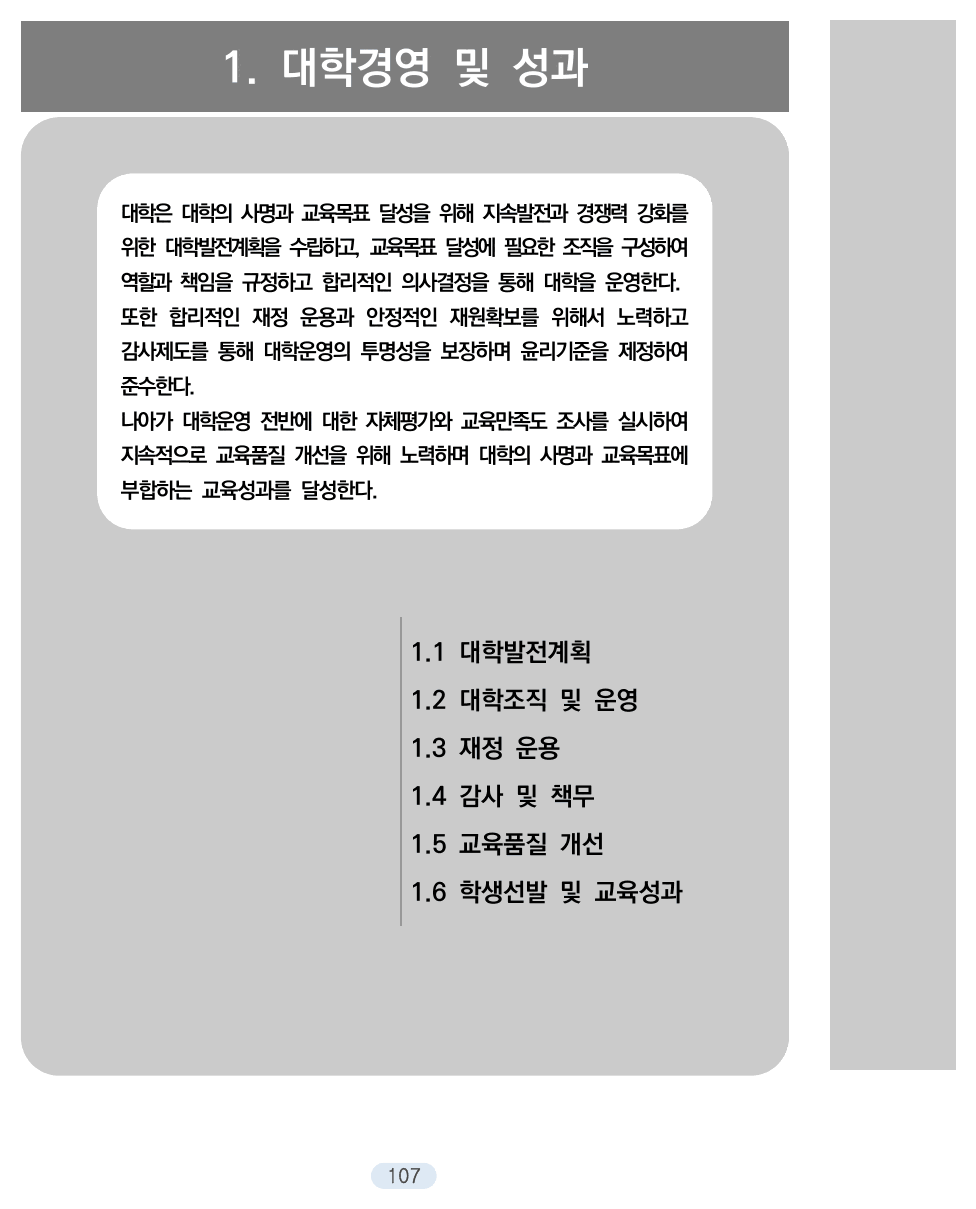 1. 대학경영 및 성과
대학은 대학의 사명과 교육목표 달성을 위해 지속발전과 경쟁력 강화를
위한 대학발전계획을 수립하고, 교육목표 달성에 필요한 조직을 구성하여
역할과 책임을 규정하고 합리적인 의사결정을 통해 대학을 운영한다.
또한 합리적인 재정 운용과 안정적인 재원확보를 위해서 노력하고
감사제도를 통해 대학운영의 투명성을 보장하며 윤리기준을 제정하여
준수한다.
나아가 대학운영 전반에 대한 자체평가와 교육만족도 조사를 실시하여
지속적으로 교육품질 개선을 위해 노력하며 대학의 사명과 교육목표에
부합하는 교육성과를 달성한다.
1.1 대학발전계획
1.2 대학조직 및 운영
1.3 재정 운용
1.4 감사 및 책무
1.5 교육품질 개선
1.6 학생선발 및 교육성과
107